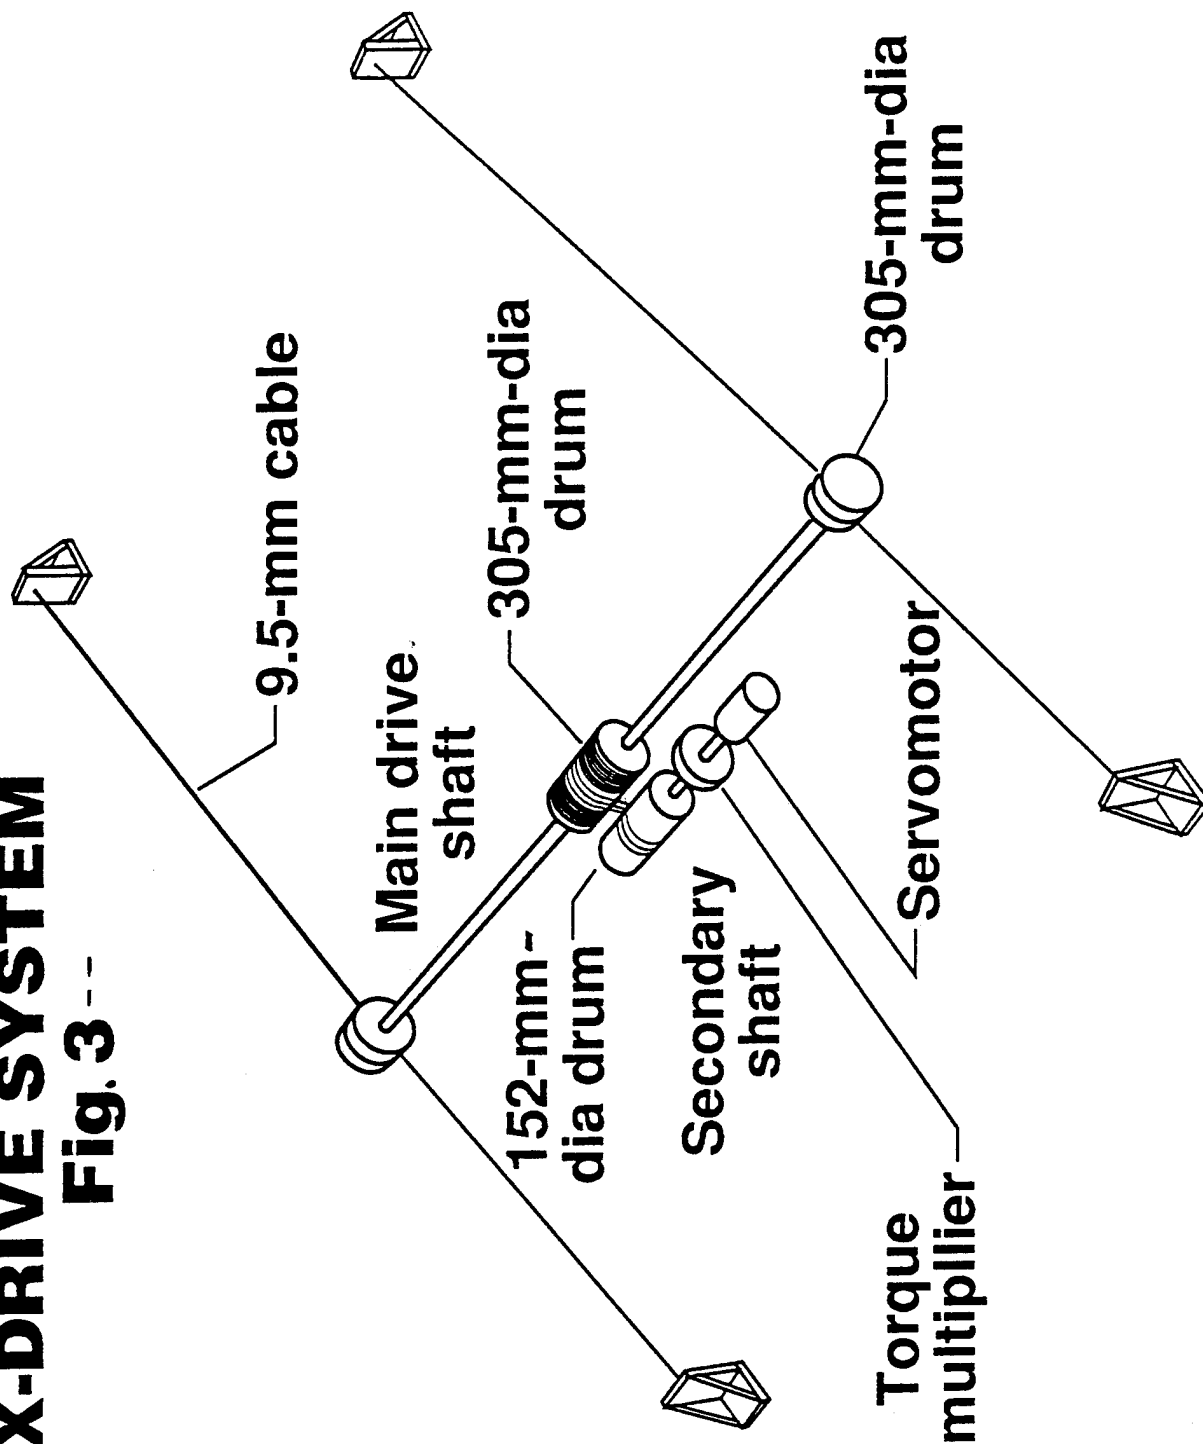 X-DRIVE SYSTEM
Fig. 3--
9.5-mm cable
Main drive
shaft
305-mm-dia
drum
305-mm-dia
drum
152-mm-
dia drum
Secondary
shaft
Servomotor
Torque
multipllier